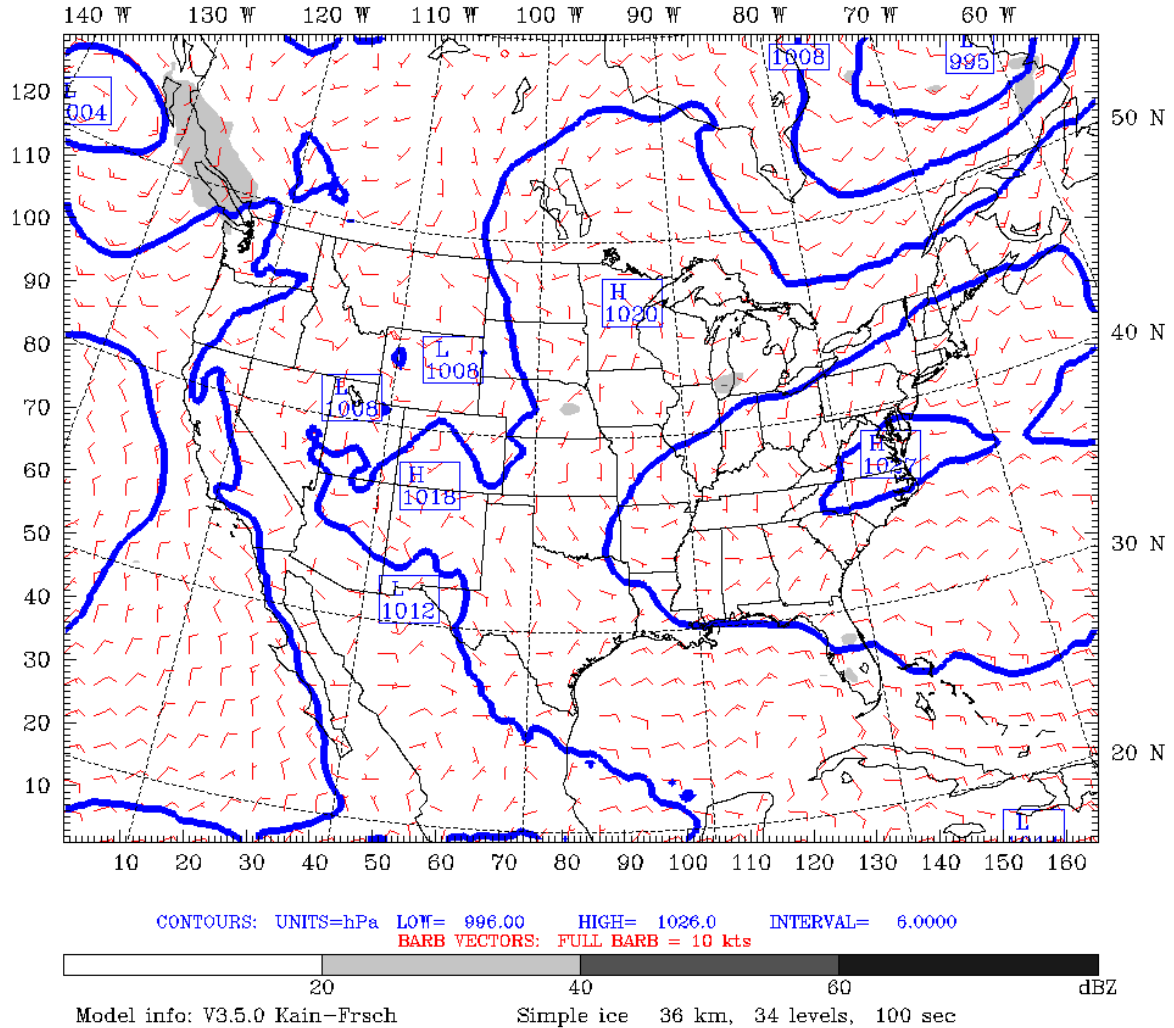 140 W 130 W 120 W 110 W 100 W 90 W 80 W 70 W 60 W
120
110
100
90
80
70
60
50
40
30
20
10
50 N
40 N
30 N
20 N
L
004
1008
L
995
H
1020
L
1008
L
1008
H
1018
H
1027
L
1012
L
10 20 30 40 50 60 70 80 90 100 110 120 130 140 150 160
CONTOURS: UNITS=hPa LOW= 996.00 HIGH= 1026.0 INTERVAL= 6.0000
BARB VECTORS: FULL BARB = 10 kts
20 40 60 dBZ
Model info: V3.5.0 Kain-Frsch Simple ice 36 km, 34 levels, 100 sec